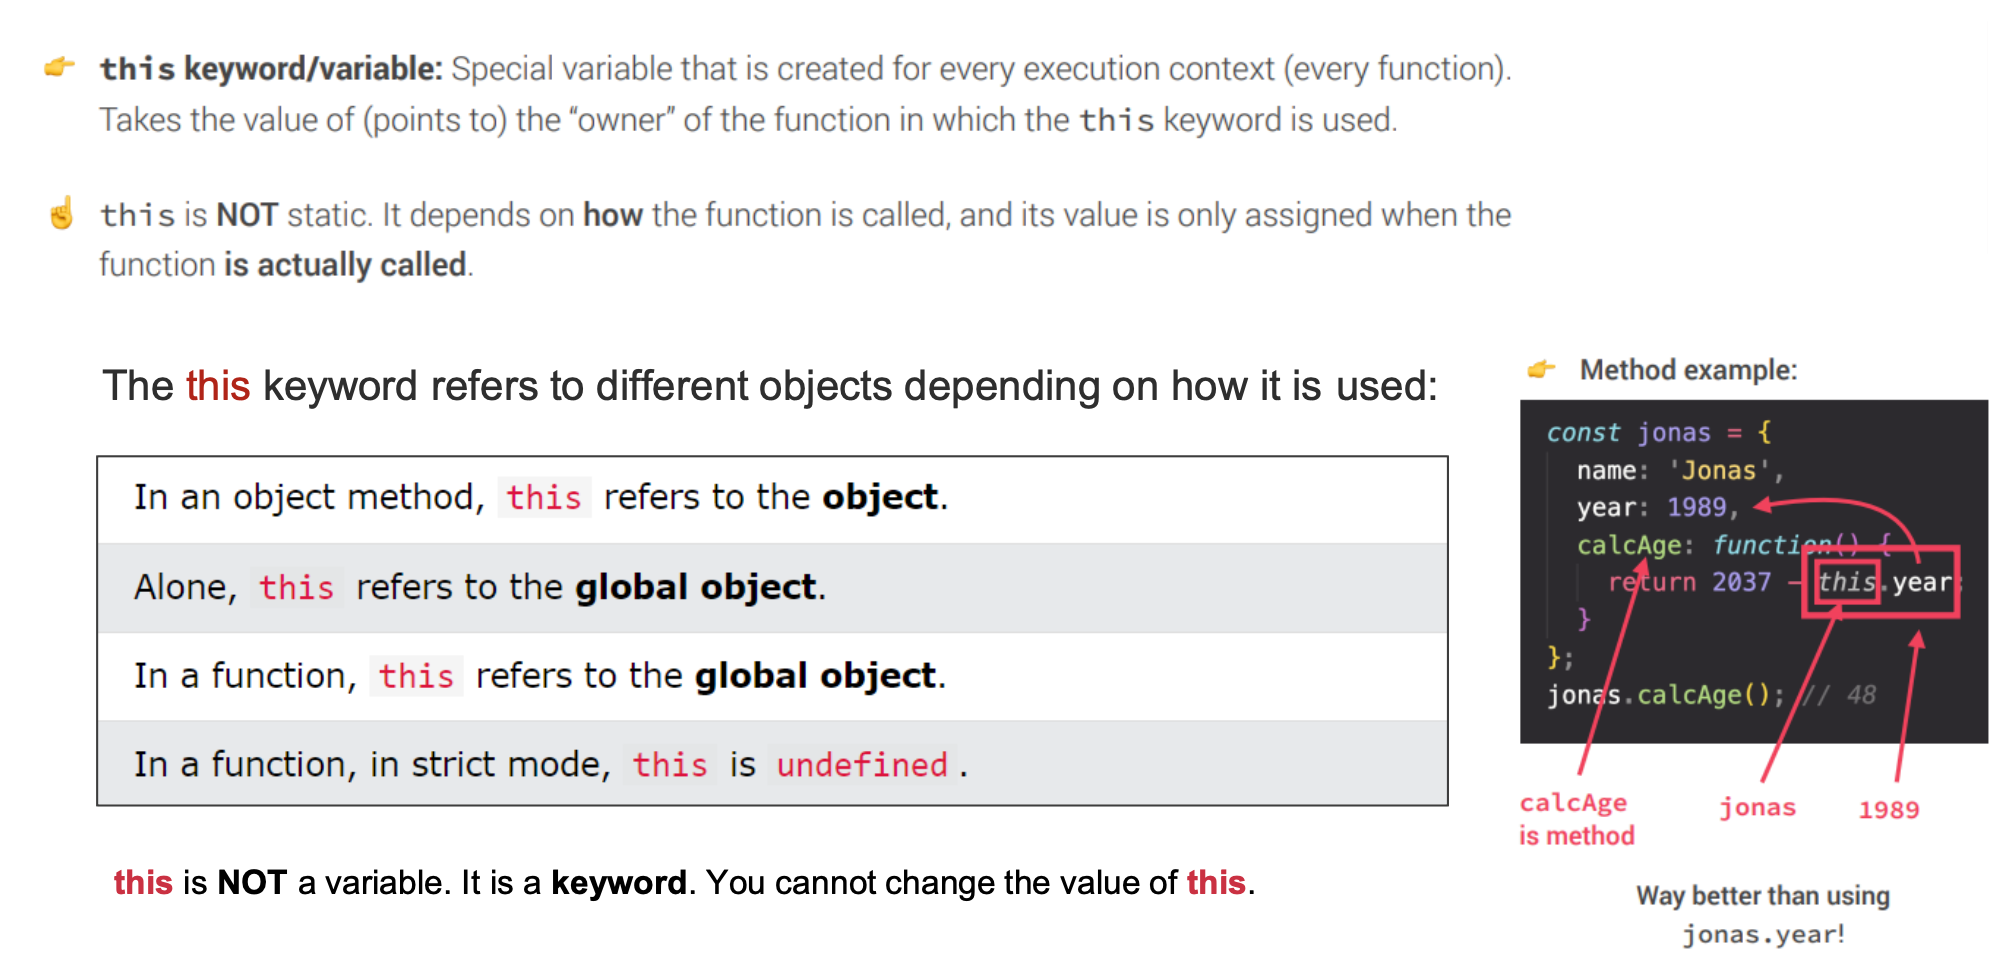 👉 this keyword/variable: Special variable that is created for every execution context (every function).
Takes the value of (points to) the “owner” of the function in which the this keyword is used.
☝️ this is NOT static. It depends on how the function is called, and its value is only assigned when the
function is actually called.
The this keyword refers to different objects depending on how it is used:
In an object method, this refers to the object.
Alone, this refers to the global object.
In a function, this refers to the global object.
In a function, in strict mode, this is undefined.
this is NOT a variable. It is a keyword. You cannot change the value of this.
👉 Method example:
const jonas = {
name: 'Jonas',
year: 1989,
calcAge: function() {
return 2037 - this.year;
}
};
jonas.calcAge(); // 48
calcAge
is method
jonas
1989
Way better than using
jonas.year!